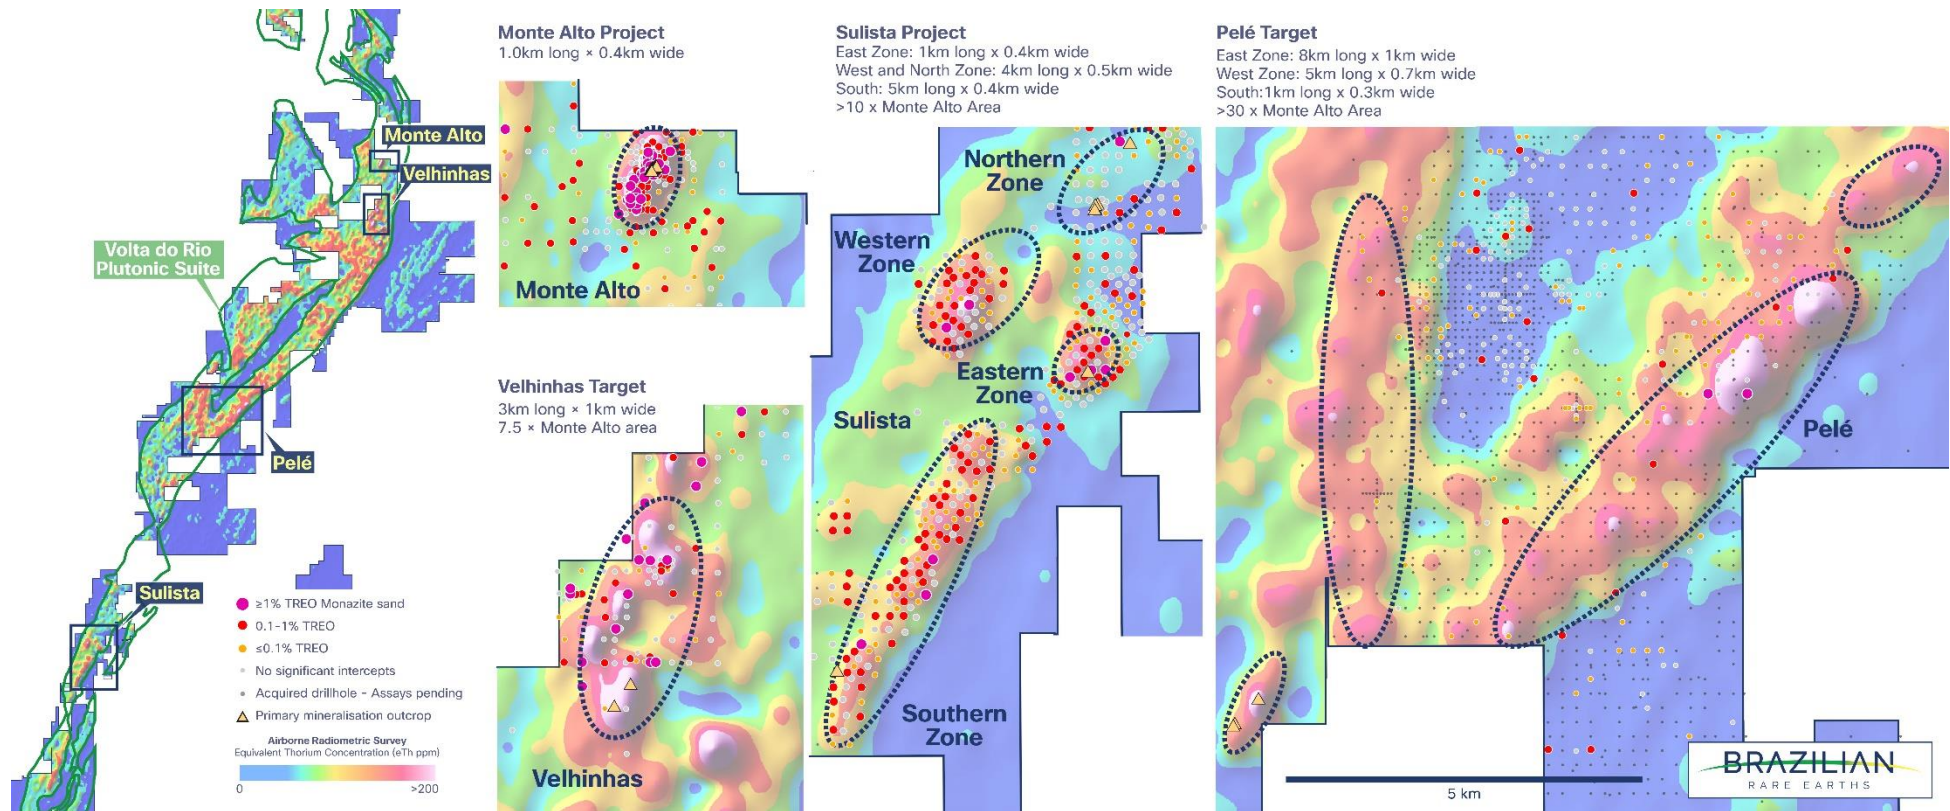 Monte Alto
Velhinhas
Volta do Rio
Plutonic Suite
Pelé
Sulista
≥1% TREO Monazite sand
0.1-1% TREO
≤0.1% TREO
No significant intercepts
Acquired drillhole - Assays pending
Primary mineralisation outcrop
Airborne Radiometric Survey
Equivalent Thorium Concentration (eTh ppm)
0
>200
Monte Alto Project
1.0km long × 0.4km wide
Monte Alto
Velhinhas Target
3km long × 1km wide
7.5 × Monte Alto area
Velhinhas
Sulista Project
East Zone: 1km long x 0.4km wide
West and North Zone: 4km long x 0.5km wide
South: 5km long x 0.4km wide
>10 x Monte Alto Area
Northern
Zone
Western
Zone
Eastern
Zone
Sulista
Southern
Zone
Pelé Target
East Zone: 8km long x 1km wide
West Zone: 5km long x 0.7km wide
South:1km long x 0.3km wide
>30 x Monte Alto Area
Pelé
5 km
BRAZILIAN
RARE EARTHS